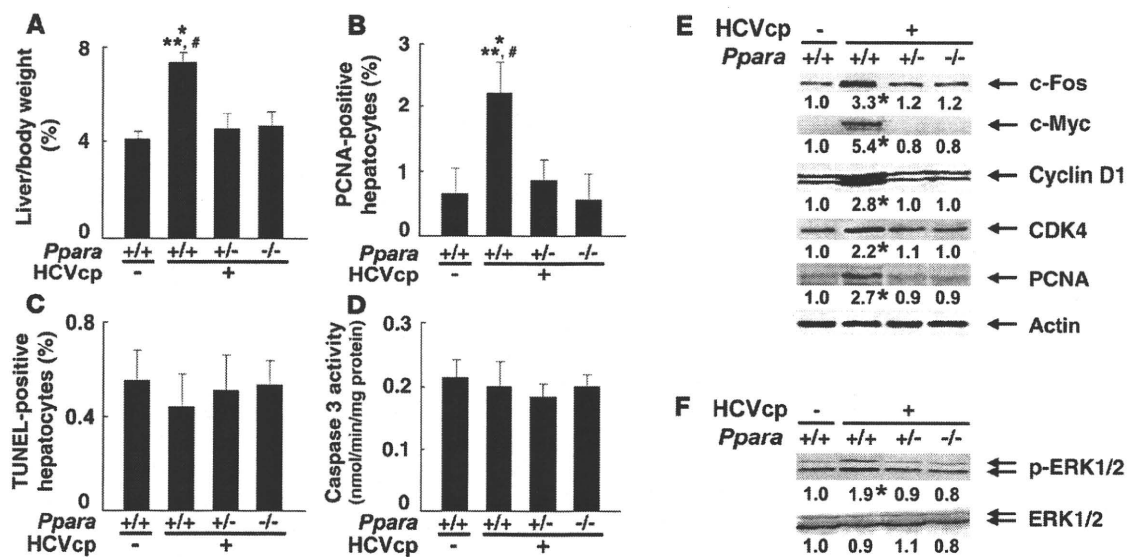 A
Liver/body weight
(%)
8
4
0
*
**, #
Ppara +/+ +/+ +/- -/-
HCVcp - +
B
PCNA-positive
hepatocytes (%)
3
2
1
0
*
**, #
Ppara +/+ +/+ +/- -/-
HCVcp - +
C
TUNEL-positive
hepatocytes (%)
0.8
0.4
0
Ppara +/+ +/+ +/- -/-
HCVcp - +
D
Caspase 3 activity
(nmol/min/mg protein)
0.3
0.2
0.1
0
Ppara +/+ +/+ +/- -/-
HCVcp - +
E
HCVcp - +
Ppara +/+ +/+ +/- -/-
c-Fos
1.0 3.3* 1.2 1.2
c-Myc
1.0 5.4* 0.8 0.8
Cyclin D1
1.0 2.8* 1.0 1.0
CDK4
1.0 2.2* 1.1 1.0
PCNA
1.0 2.7* 0.9 0.9
Actin
F
HCVcp - +
Ppara +/+ +/+ +/- -/-
p-ERK1/2
1.0 1.9* 0.9 0.8
ERK1/2
1.0 0.9 1.1 0.8